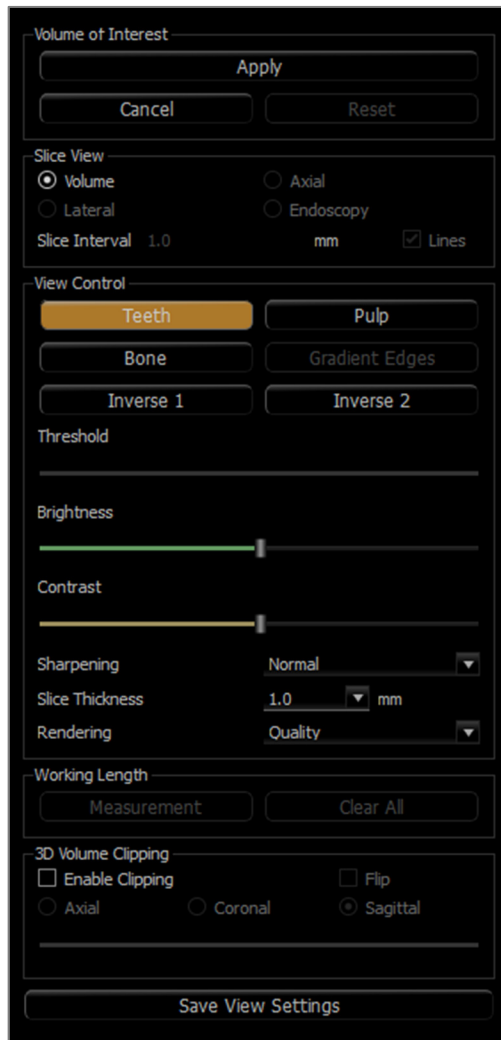 Volume of Interest
Apply
Cancel Reset
Slice View
Volume Axial
Lateral Endoscopy
Slice Interval 1.0 mm Lines
View Control
Teeth Pulp
Bone Gradient Edges
Inverse 1 Inverse 2
Threshold
Brightness
Contrast
Sharpening Normal
Slice Thickness 1.0 mm
Rendering Quality
Working Length
Measurement Clear All
3D Volume Clipping
Enable Clipping Flip
Axial Coronal Sagittal
Save View Settings